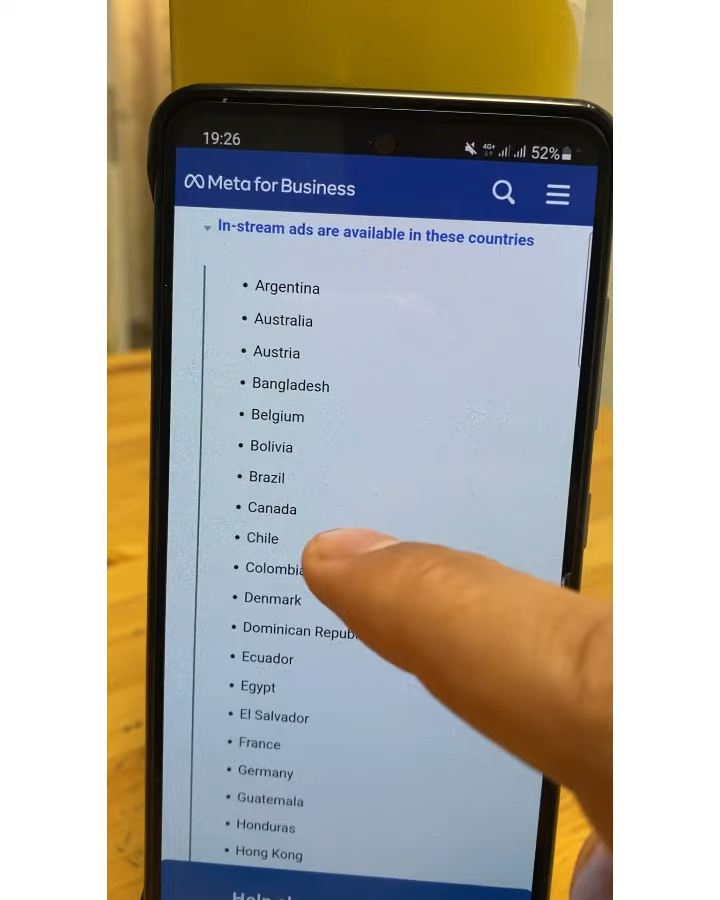 19:26 4G+ 52%
Meta for Business
In-stream ads are available in these countries
• Argentina
• Australia
• Austria
• Bangladesh
• Belgium
• Bolivia
• Brazil
• Canada
• Chile
• Colombia
• Denmark
• Dominican Repub
• Ecuador
• Egypt
• El Salvador
• France
• Germany
• Guatemala
• Honduras
• Hong Kong